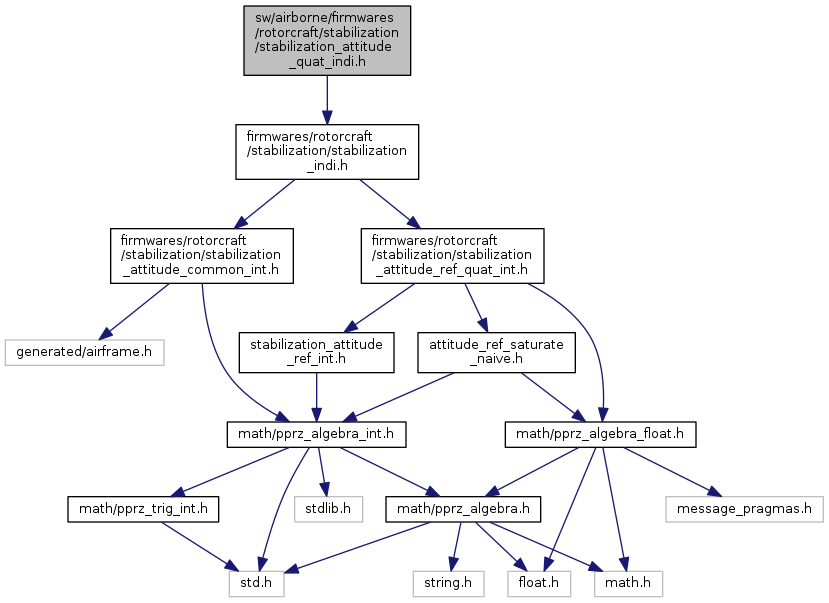 sw/airborne/firmwares
/rotorcraft/stabilization
/stabilization_attitude
_quat_indi.h
firmwares/rotorcraft
/stabilization/stabilization
_indi.h
firmwares/rotorcraft
/stabilization/stabilization
_attitude_common_int.h
firmwares/rotorcraft
/stabilization/stabilization
_attitude_ref_quat_int.h
generated/airframe.h
stabilization_attitude
_ref_int.h
attitude_ref_saturate
_naive.h
math/pprz_algebra_int.h
math/pprz_algebra_float.h
math/pprz_trig_int.h
stdlib.h
math/pprz_algebra.h
message_pragmas.h
std.h
string.h
float.h
math.h